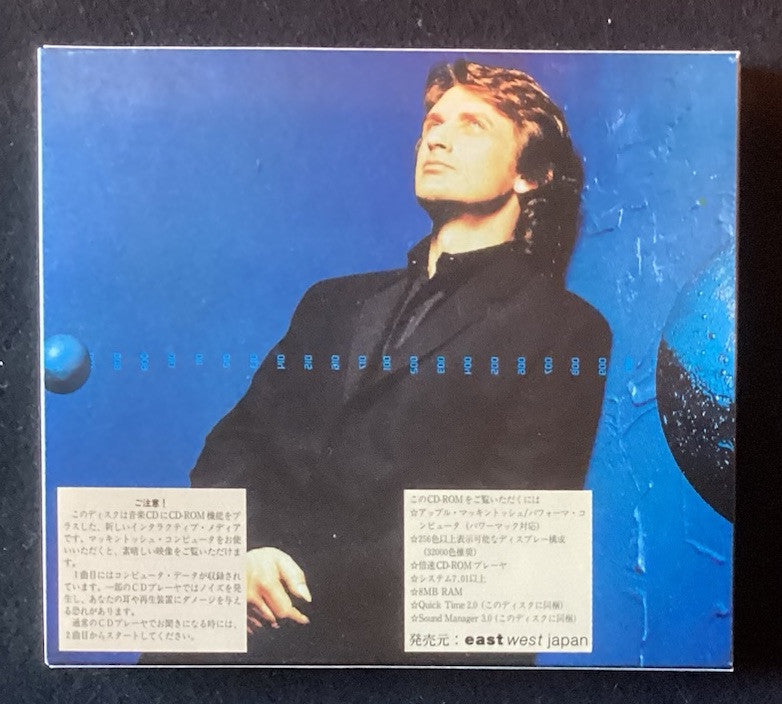 ご注意！
このディスクは音楽CDにCD-ROM機能をプ
ラスした、新しいインタラクティブ・メディア
です。マッキントッシュ・コンピュータをお使
いいただくと、素晴しい映像をご覧いただけま
す。
1曲目にはコンピュータ・データが収録され
ています。一部のCDプレーヤではノイズを発
生し、あなたの耳や再生装置にダメージを与え
る恐れがあります。
通常のCDプレーヤでお聞きになる時には、
2曲目からスタートしてください。
このCD-ROMをご覧いただくには
☆アップル・マッキントッシュ/パフォーマ・コ
ンピュータ（パワーマック対応）
☆256色以上表示可能なディスプレー構成
（32000色推奨）
☆倍速CD-ROMプレーヤ
☆システム7.01以上
☆8MB RAM
☆Quick Time 2.0（このディスクに同梱）
☆Sound Manager 3.0（このディスクに同梱）
発売元：eastwest japan